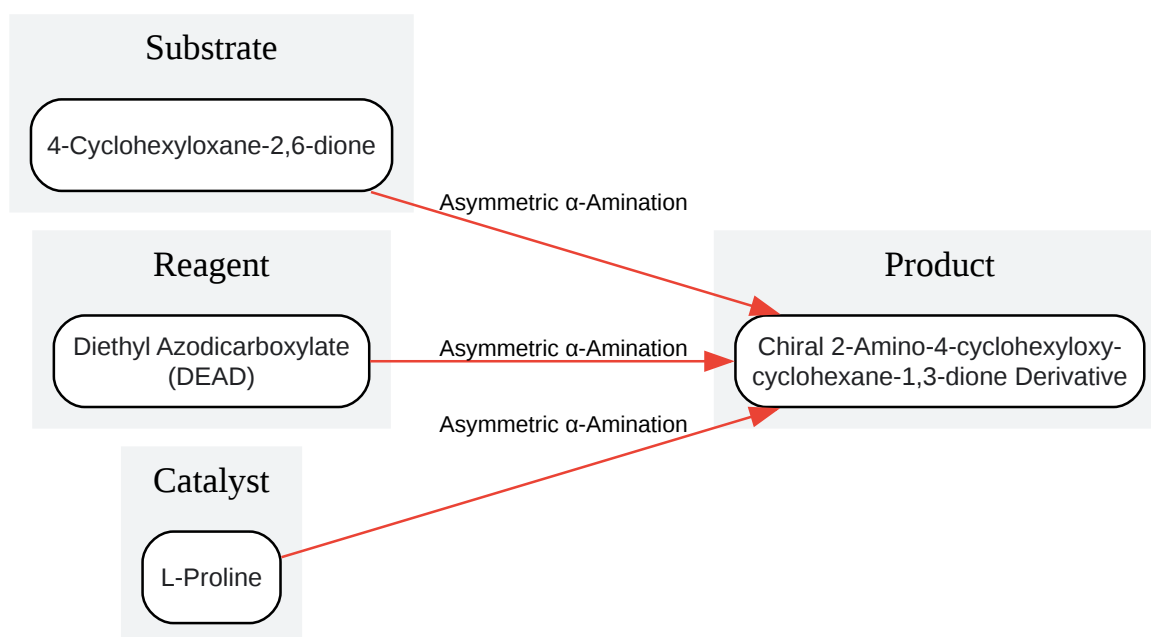 Substrate
4-Cyclohexyloxane-2,6-dione
Asymmetric α-Amination
Reagent
Diethyl Azodicarboxylate
(DEAD)
Asymmetric α-Amination
Product
Chiral 2-Amino-4-cyclohexyloxy-
cyclohexane-1,3-dione Derivative
Asymmetric α-Amination
Catalyst
L-Proline